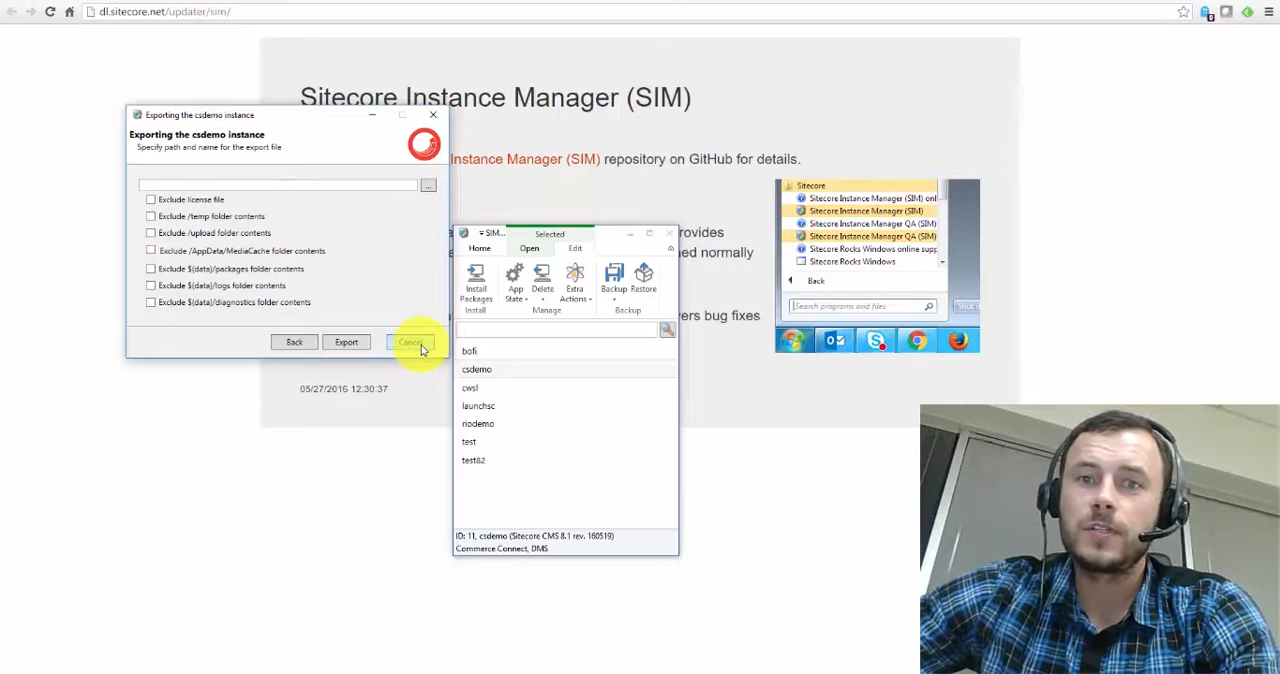 dl.sitecore.net/updater/sim/
Sitecore Instance Manager (SIM)
Instance Manager (SIM) repository on GitHub for details.
provides
ned normally
vers bug fixes
05/27/2016 12:30:37
Exporting the csdemo instance
Exporting the csdemo instance
Specify path and name for the export file
...
Exclude license file
Exclude /temp folder contents
Exclude /upload folder contents
Exclude /AppData/MediaCache folder contents
Exclude $(data)/packages folder contents
Exclude $(data)/logs folder contents
Exclude $(data)/diagnostics folder contents
Back Export Cancel
SIM... Selected
Home Open Edit
Install Packages App State Delete Extra Actions Backup Restore
Install Manage Backup
bofi
csdemo
cwsl
launchsc
riodemo
test
test82
ID: 11, csdemo (Sitecore CMS 8.1 rev. 160519)
Commerce Connect, DMS
Sitecore
Sitecore Instance Manager (SIM) onl
Sitecore Instance Manager (SIM)
Sitecore Instance Manager QA (SIM)
Sitecore Instance Manager QA (SIM)
Sitecore Rocks Windows online supp
Sitecore Rocks Windows
Back
Search programs and files